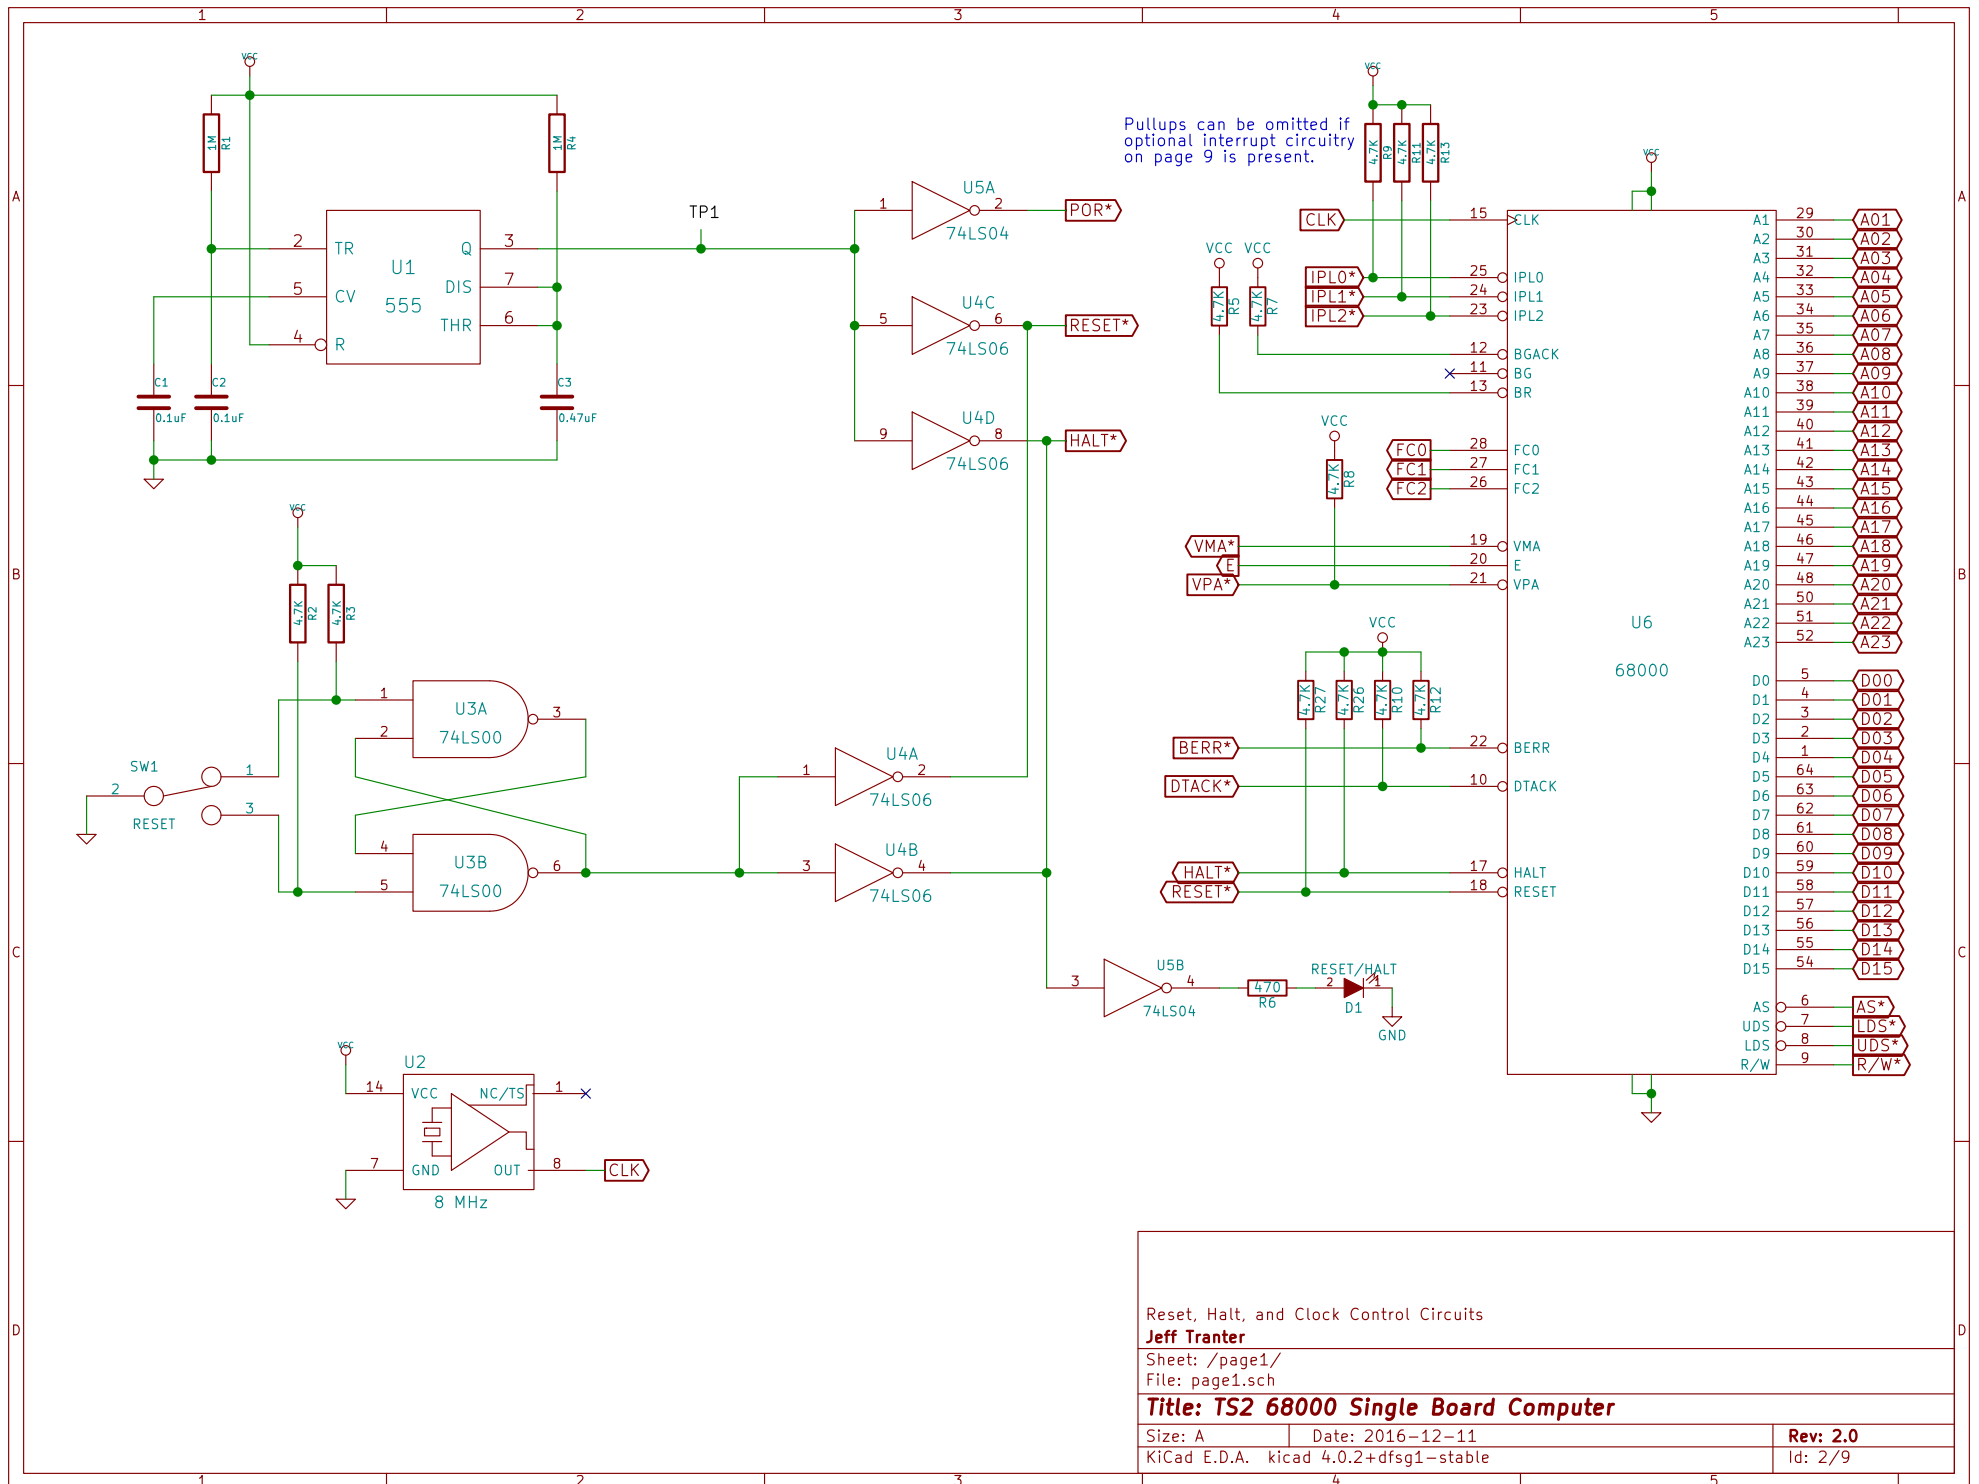 1 2 3 4 5
A
B
C
D
A
B
C
D
1 2 3 4 5
VCC
1M
R1
1M
R4
2 TR
5 CV
4 R
U1
555
Q 3
DIS 7
THR 6
C1
0.1uF
C2
0.1uF
C3
0.47uF
TP1
U5A
1 2
74LS04
POR*
U4C
5 6
74LS06
RESET*
U4D
9 8
74LS06
HALT*
VCC
4.7K
R2
4.7K
R3
SW1
2
1
3
RESET
1
2
U3A
74LS00
3
4
5
U3B
74LS00
6
U4A
1 2
74LS06
U4B
3 4
74LS06
U5B
3 4
74LS04
470
R6
RESET/HALT
2 1
D1
GND
VCC
U2
14 VCC
NC/TS 1
7 GND
OUT 8
CLK
8 MHz
Pullups can be omitted if
optional interrupt circuitry
on page 9 is present.
VCC
4.7K
R9
4.7K
R11
4.7K
R13
VCC
CLK 15 CLK
VCC VCC
4.7K
R5
4.7K
R7
IPL0* 25 IPL0
IPL1* 24 IPL1
IPL2* 23 IPL2
12 BGACK
11 BG
13 BR
VCC
4.7K
R8
FC0 28 FC0
FC1 27 FC1
FC2 26 FC2
VMA* 19 VMA
E 20 E
VPA* 21 VPA
VCC
4.7K
R27
4.7K
R26
4.7K
R10
4.7K
R12
BERR* 22 BERR
DTACK* 10 DTACK
HALT* 17 HALT
RESET* 18 RESET
U6
68000
A1 29 A01
A2 30 A02
A3 31 A03
A4 32 A04
A5 33 A05
A6 34 A06
A7 35 A07
A8 36 A08
A9 37 A09
A10 38 A10
A11 39 A11
A12 40 A12
A13 41 A13
A14 42 A14
A15 43 A15
A16 44 A16
A17 45 A17
A18 46 A18
A19 47 A19
A20 48 A20
A21 50 A21
A22 51 A22
A23 52 A23
D0 5 D00
D1 4 D01
D2 3 D02
D3 2 D03
D4 1 D04
D5 64 D05
D6 63 D06
D7 62 D07
D8 61 D08
D9 60 D09
D10 59 D10
D11 58 D11
D12 57 D12
D13 56 D13
D14 55 D14
D15 54 D15
AS 6 AS*
UDS 7 LDS*
LDS 8 UDS*
R/W 9 R/W*
Reset, Halt, and Clock Control Circuits
Jeff Tranter
Sheet: /page1/
File: page1.sch
Title: TS2 68000 Single Board Computer
Size: A Date: 2016-12-11 Rev: 2.0
KiCad E.D.A. kicad 4.0.2+dfsg1-stable Id: 2/9